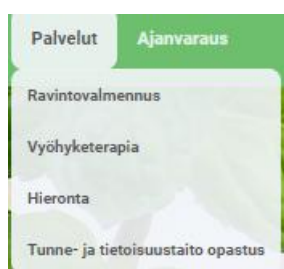 Palvelut Ajanvaraus
Ravintovalmennus
Vyöhyketerapia
Hieronta
Tunne- ja tietoisuustaito opastus